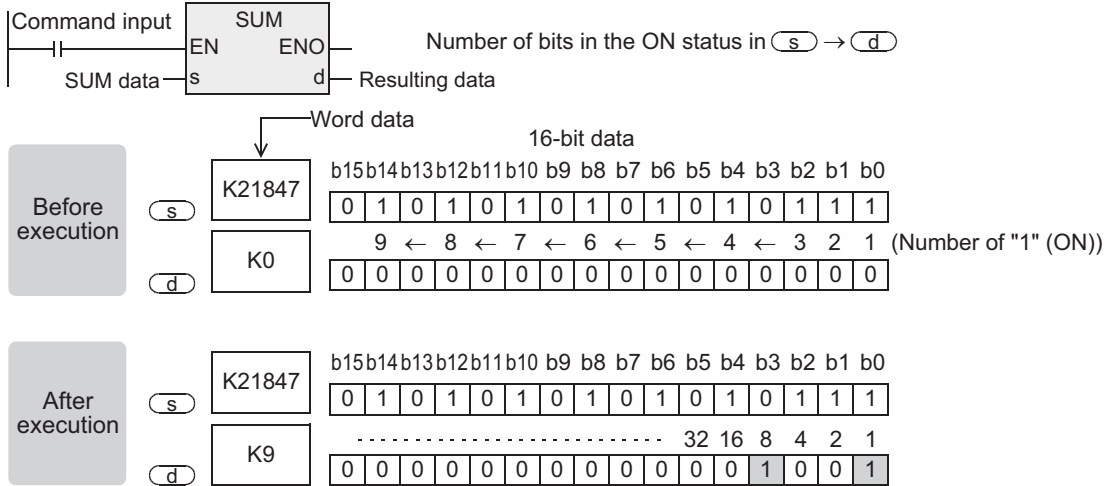 Command input
SUM
EN ENO
SUM data s d Resulting data
Number of bits in the ON status in s → d
Word data
16-bit data
b15 b14 b13 b12 b11 b10 b9 b8 b7 b6 b5 b4 b3 b2 b1 b0
Before execution
s K21847 0 1 0 1 0 1 0 1 0 1 0 1 0 1 1 1
9 ← 8 ← 7 ← 6 ← 5 ← 4 ← 3 2 1 (Number of "1" (ON))
d K0 0 0 0 0 0 0 0 0 0 0 0 0 0 0 0 0
b15 b14 b13 b12 b11 b10 b9 b8 b7 b6 b5 b4 b3 b2 b1 b0
After execution
s K21847 0 1 0 1 0 1 0 1 0 1 0 1 0 1 1 1
32 16 8 4 2 1
d K9 0 0 0 0 0 0 0 0 0 0 0 0 1 0 0 1